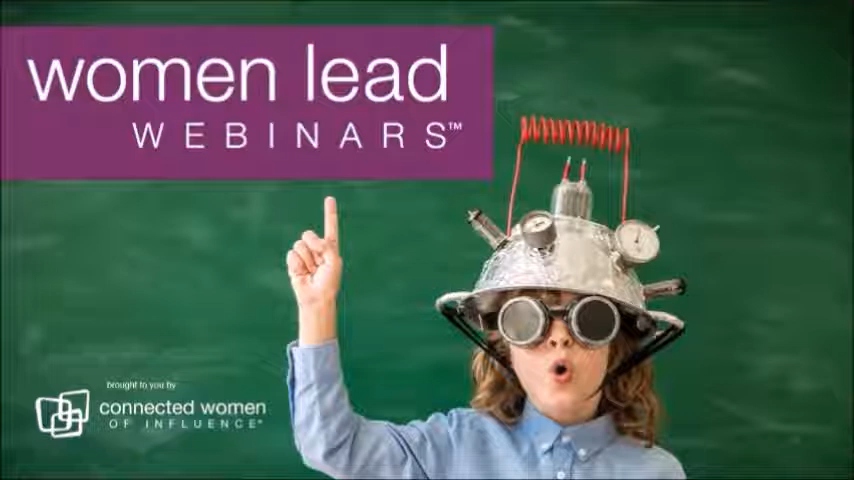 women lead
WEBINARS™
brought to you by
connected women
OF INFLUENCE®